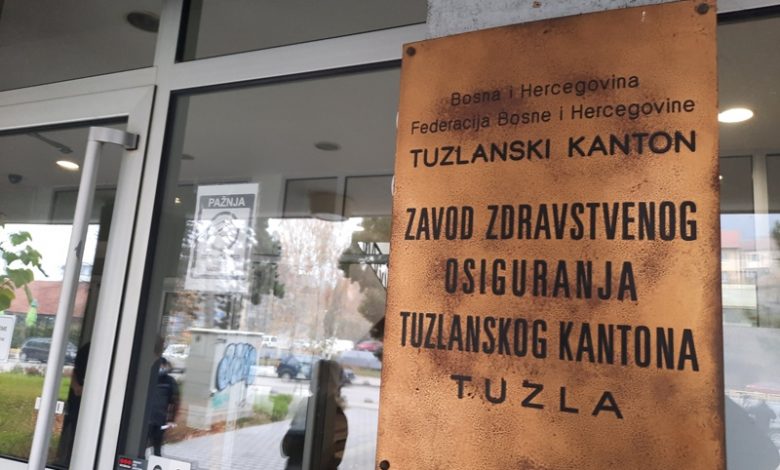 Bosna i Hercegovina
Federacija Bosne i Hercegovine
TUZLANSKI KANTON
ZAVOD ZDRAVSTVENOG
OSIGURANJA
TUZLANSKOG KANTONA
TUZLA
PAŽNJA